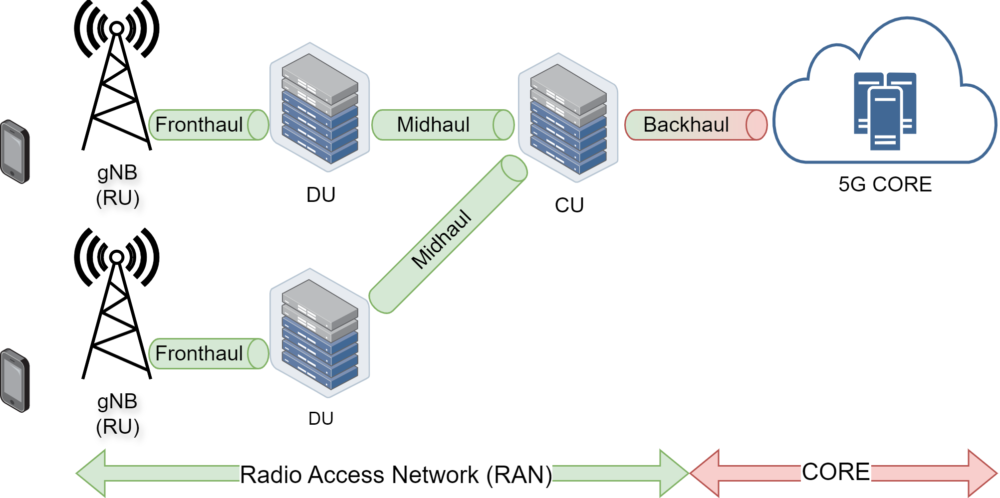 Fronthaul
Midhaul
Backhaul
gNB
(RU)
DU
CU
5G CORE
Midhaul
Fronthaul
gNB
(RU)
DU
Radio Access Network (RAN)
CORE